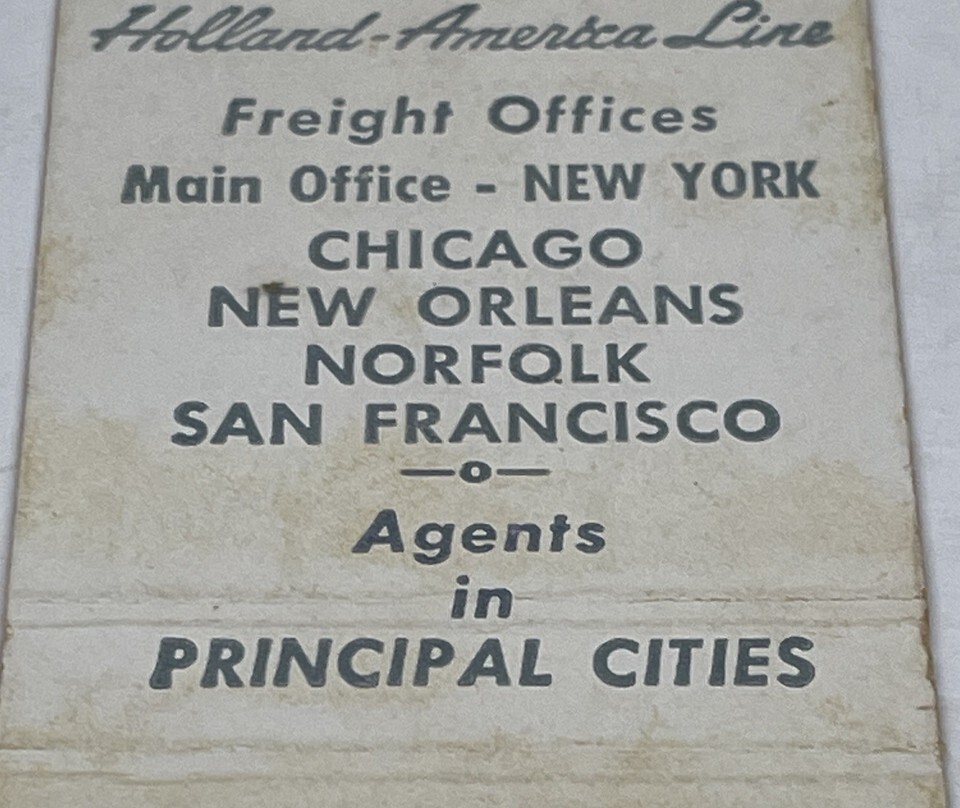 Holland-America Line
Freight Offices
Main Office - NEW YORK
CHICAGO
NEW ORLEANS
NORFOLK
SAN FRANCISCO
—o—
Agents
in
PRINCIPAL CITIES